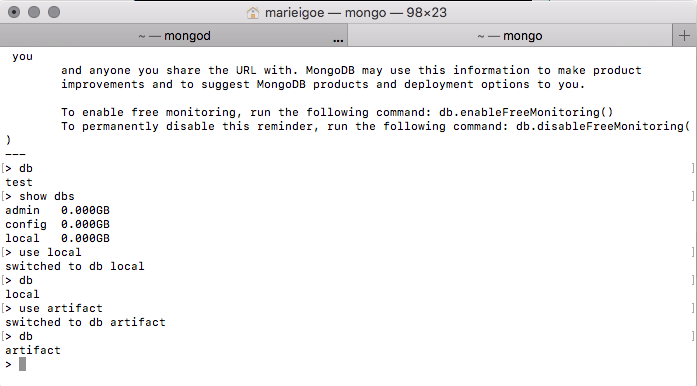 marieigoe — mongo — 98×23
~ — mongod ...
~ — mongo +
you
and anyone you share the URL with. MongoDB may use this information to make product
improvements and to suggest MongoDB products and deployment options to you.
To enable free monitoring, run the following command: db.enableFreeMonitoring()
To permanently disable this reminder, run the following command: db.disableFreeMonitoring(
)
---
[> db ]
test
[> show dbs ]
admin 0.000GB
config 0.000GB
local 0.000GB
[> use local ]
switched to db local
[> db ]
local
[> use artifact ]
switched to db artifact
[> db ]
artifact
>